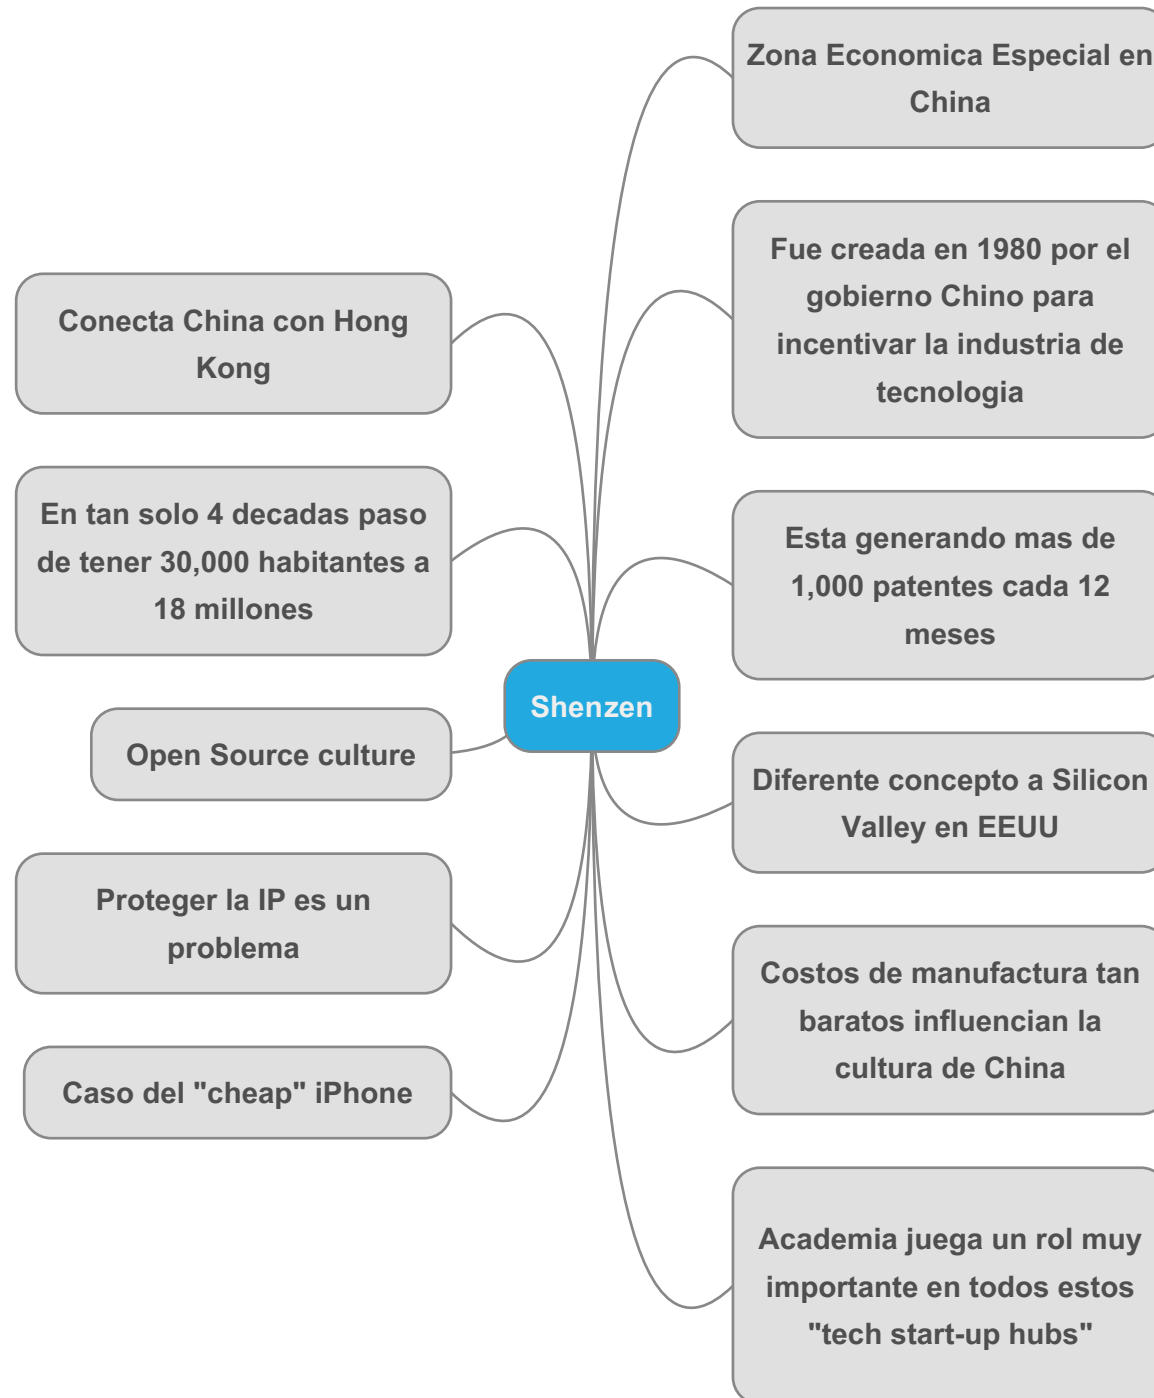 Zona Economica Especial en
China
Fue creada en 1980 por el
gobierno Chino para
incentivar la industria de
tecnologia
Conecta China con Hong
Kong
En tan solo 4 decadas paso
de tener 30,000 habitantes a
18 millones
Esta generando mas de
1,000 patentes cada 12
meses
Shenzen
Open Source culture
Diferente concepto a Silicon
Valley en EEUU
Proteger la IP es un
problema
Costos de manufactura tan
baratos influencian la
cultura de China
Caso del "cheap" iPhone
Academia juega un rol muy
importante en todos estos
"tech start-up hubs"